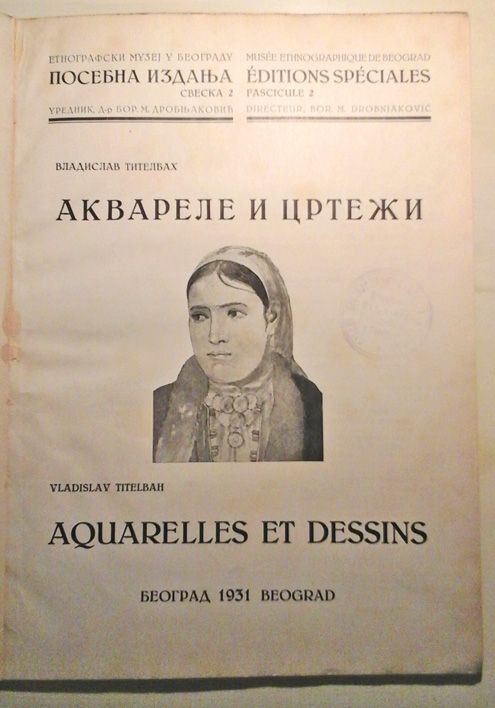 ЕТНОГРАФСКИ МУЗЕЈ У БЕОГРАДУ
ПОСЕБНА ИЗДАЊА
СВЕСКА 2
УРЕДНИК, Д-р БОР. М. ДРОБЊАКОВИЋ
MUSÉE ETHNOGRAPHIQUE DE BEOGRAD
ÉDITIONS SPÉCIALES
FASCICULE 2
DIRECTEUR, BOR. M. DROBNIAKOVIĆ
ВЛАДИСЛАВ ТИТЕЛБАХ
АКВАРЕЛЕ И ЦРТЕЖИ
VLADISLAV TITELBAH
AQUARELLES ET DESSINS
БЕОГРАД 1931 BEOGRAD